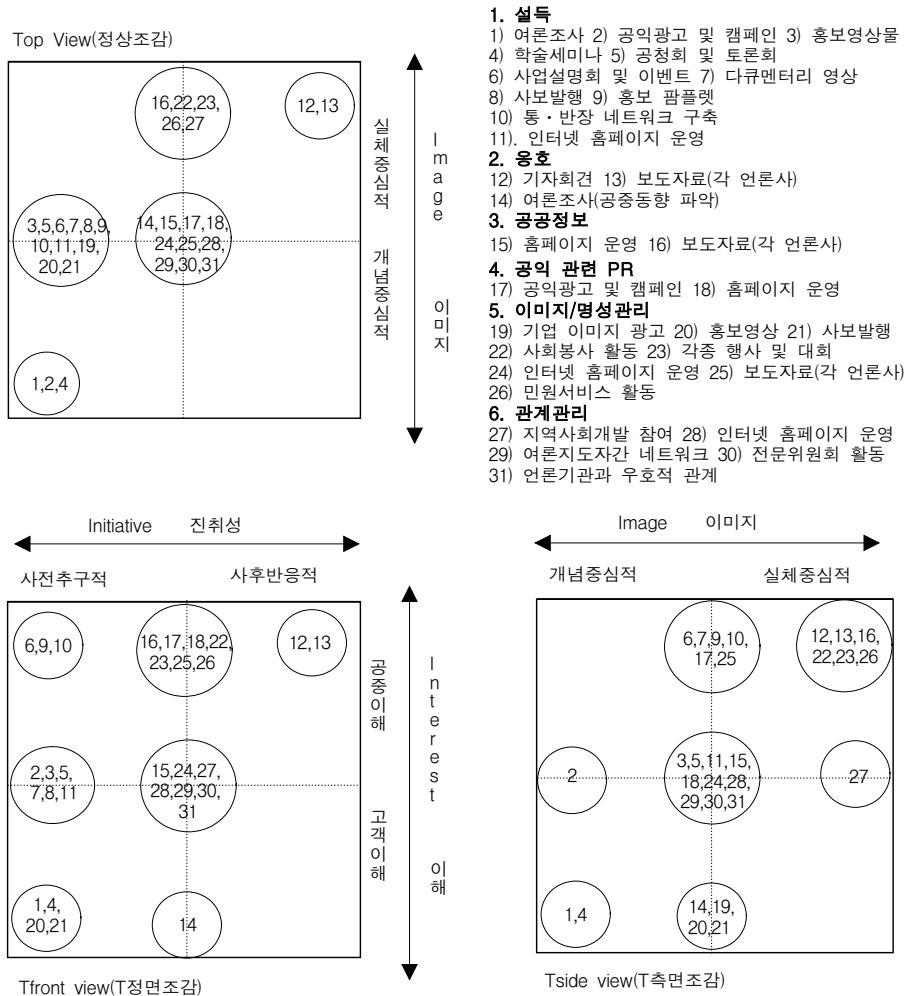 Top View(정상조감)
16,22,23,
26,27
12,13
3,5,6,7,8,9,
10,11,19,
20,21
14,15,17,18,
24,25,28,
29,30,31
1,2,4
실체중심적
개념중심적
Image
이미지
1. 설득
1) 여론조사 2) 공익광고 및 캠페인 3) 홍보영상물
4) 학술세미나 5) 공청회 및 토론회
6) 사업설명회 및 이벤트 7) 다큐멘터리 영상
8) 사보발행 9) 홍보 팜플렛
10) 통・반장 네트워크 구축
11). 인터넷 홈페이지 운영
2. 옹호
12) 기자회견 13) 보도자료(각 언론사)
14) 여론조사(공중동향 파악)
3. 공공정보
15) 홈페이지 운영 16) 보도자료(각 언론사)
4. 공익 관련 PR
17) 공익광고 및 캠페인 18) 홈페이지 운영
5. 이미지/명성관리
19) 기업 이미지 광고 20) 홍보영상 21) 사보발행
22) 사회봉사 활동 23) 각종 행사 및 대회
24) 인터넷 홈페이지 운영 25) 보도자료(각 언론사)
26) 민원서비스 활동
6. 관계관리
27) 지역사회개발 참여 28) 인터넷 홈페이지 운영
29) 여론지도자간 네트워크 30) 전문위원회 활동
31) 언론기관과 우호적 관계
Initiative 진취성
사전추구적 사후반응적
6,9,10
16,17,18,22,
23,25,26
12,13
2,3,5,
7,8,11
15,24,27,
28,29,30,
31
1,4,
20,21
14
공중이해
고객이해
Interest
이해
Tfront view(T정면조감)
Image 이미지
개념중심적 실체중심적
6,7,9,10,
17,25
12,13,16,
22,23,26
2
3,5,11,15,
18,24,28,
29,30,31
27
1,4
14,19,
20,21
Tside view(T측면조감)